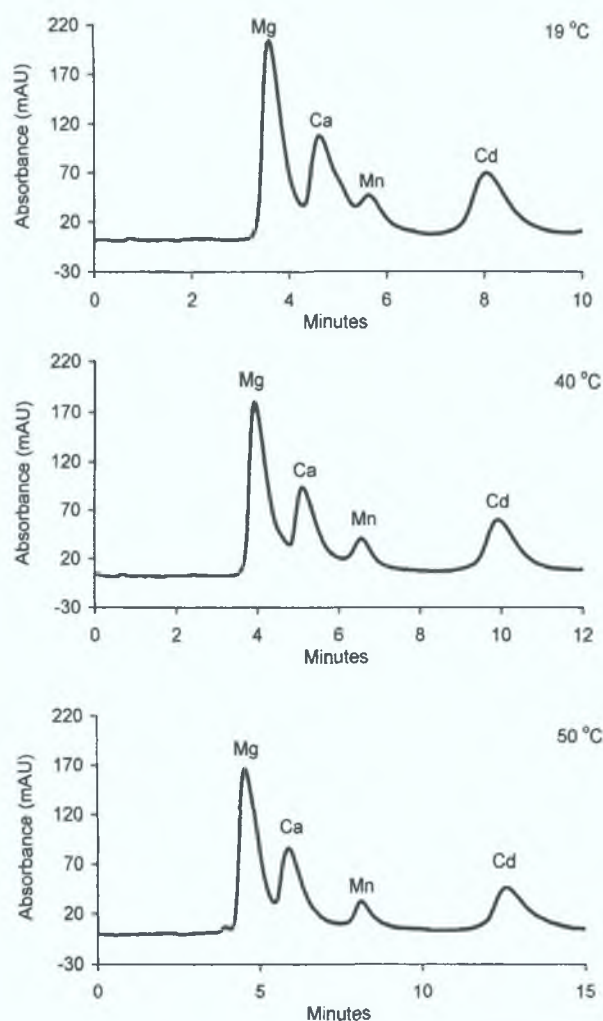 220
Mg
19 °C
170
Ca
120
Cd
70
Mn
20
-30
0 2 4 6 8 10
Minutes
Absorbance (mAU)
220
Mg
40 °C
170
120
Ca
Cd
70
Mn
20
-30
0 2 4 6 8 10 12
Minutes
Absorbance (mAU)
220
Mg
50 °C
170
Ca
120
Cd
70
Mn
20
-30
0 5 10 15
Minutes
Absorbance (mAU)